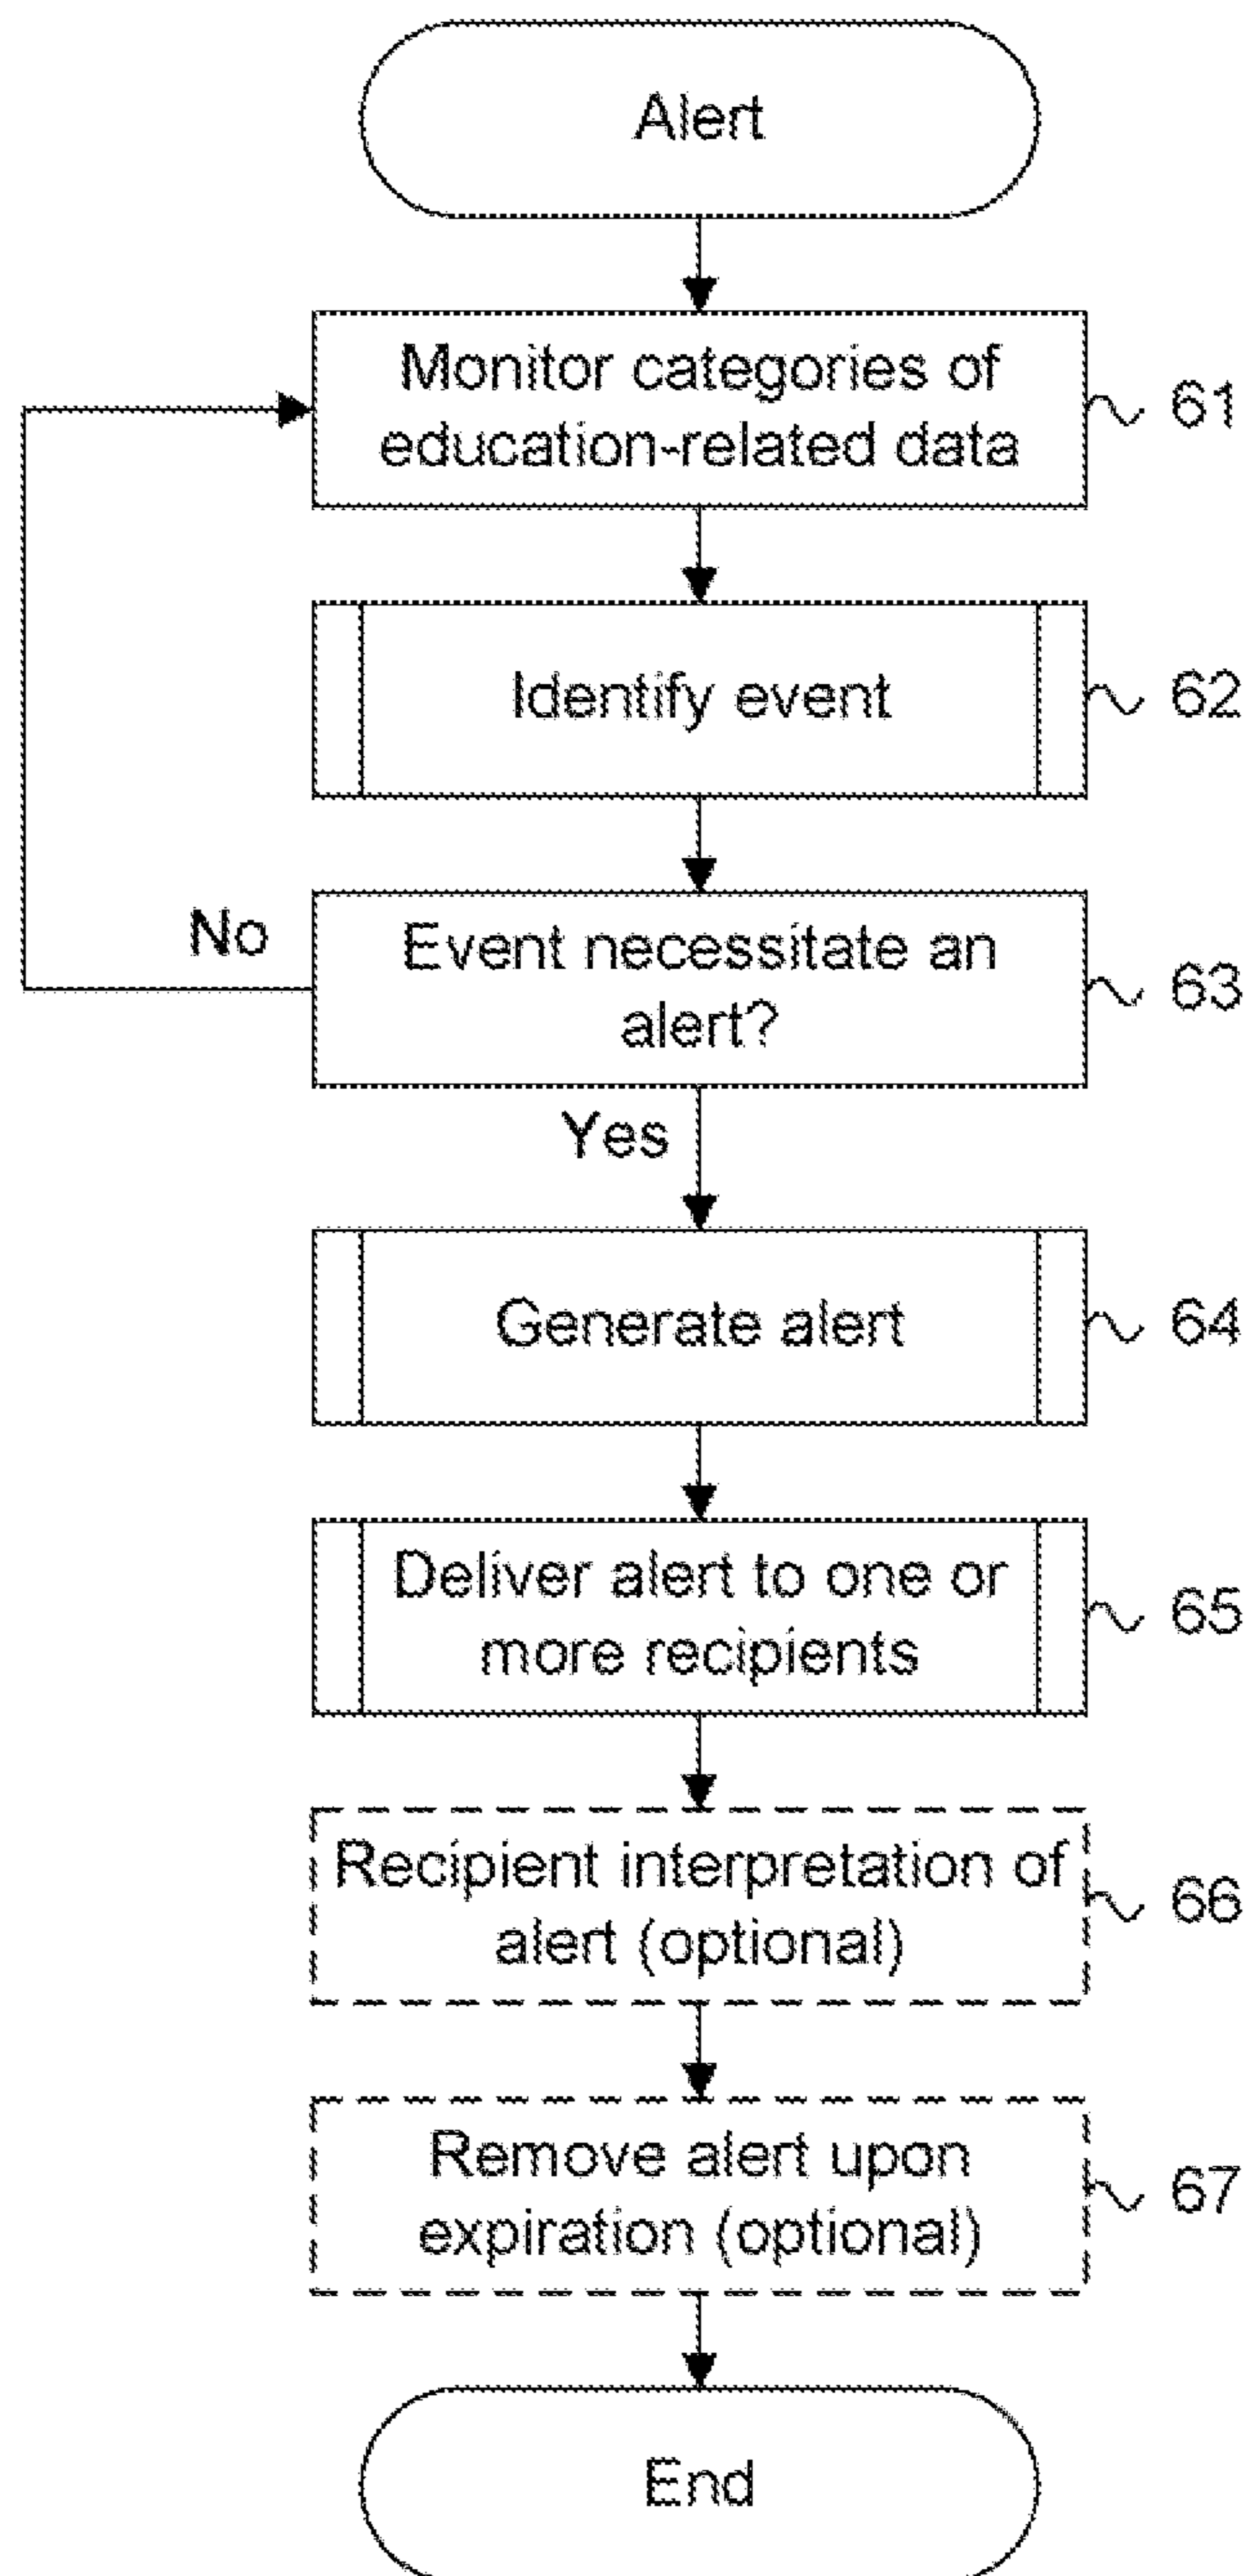 Alert
Monitor categories of
education-related data
61
Identify event
62
No
Event necessitate an
alert?
63
Yes
Generate alert
64
Deliver alert to one or
more recipients
65
Recipient interpretation of
alert (optional)
66
Remove alert upon
expiration (optional)
67
End